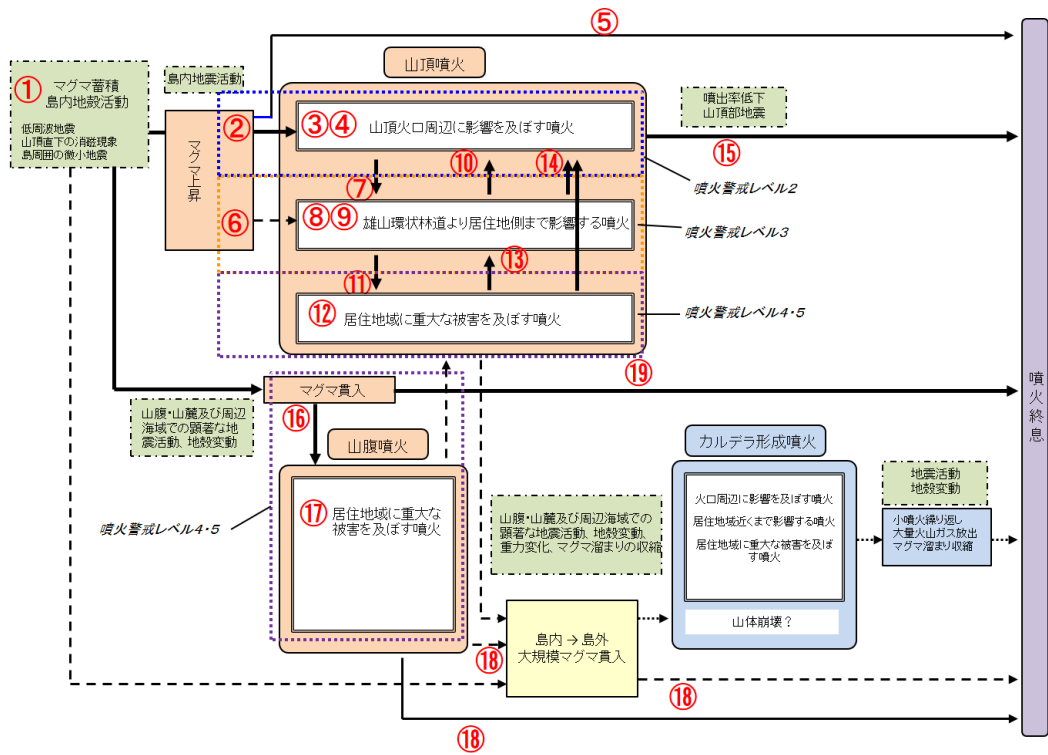 ⑤
山頂噴火
①
マグマ蓄積
島内地殻活動
低周波地震
山頂直下の消磁現象
島周囲の微小地震
島内地震活動
噴出率低下
山頂部地震
②
③④
山頂火口周辺に影響を及ぼす噴火
⑮
マグマ上昇
⑦
⑩
⑭
噴火警戒レベル2
⑥
⑧⑨
雄山環状林道より居住地側まで影響する噴火
噴火警戒レベル3
⑪
⑬
⑫
居住地域に重大な被害を及ぼす噴火
噴火警戒レベル4・5
⑲
マグマ貫入
噴火終息
⑯
山腹・山麓及び周辺
海域での顕著な地
震活動、地殻変動
山腹噴火
カルデラ形成噴火
地震活動
地殻変動
⑰
居住地域に重大な
被害を及ぼす噴火
噴火警戒レベル4・5
山腹・山麓及び周辺海域での
顕著な地震活動、地殻変動、
重力変化、マグマ溜まりの収縮
火口周辺に影響を及ぼす噴火
居住地域近くまで影響する噴火
居住地域に重大な被害を及ぼ
す噴火
小噴火繰り返し
大量火山ガス放出
マグマ溜まり収縮
山体崩壊?
島内→島外
大規模マグマ貫入
⑱
⑱
⑱